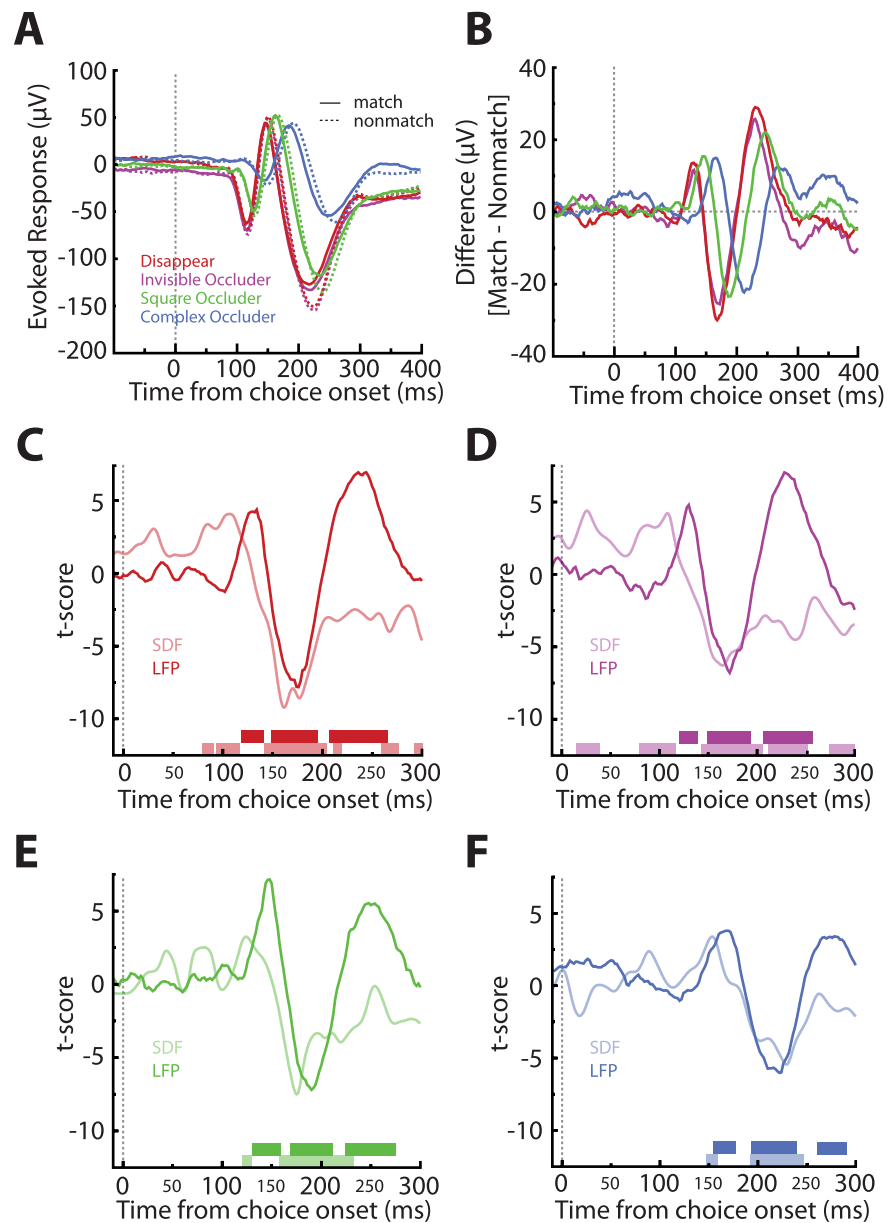 A
Evoked Response (µV)
100
50
0
-50
-100
-150
-200
match
nonmatch
Disappear
Invisible Occluder
Square Occluder
Complex Occluder
0 100 200 300 400
Time from choice onset (ms)
B
Difference (µV)
[Match - Nonmatch]
40
20
0
-20
-40
0 100 200 300 400
Time from choice onset (ms)
C
t-score
5
0
-5
-10
SDF
LFP
0 50 100 150 200 250 300
Time from choice onset (ms)
D
t-score
5
0
-5
-10
SDF
LFP
0 50 100 150 200 250 300
Time from choice onset (ms)
E
t-score
5
0
-5
-10
SDF
LFP
0 50 100 150 200 250 300
Time from choice onset (ms)
F
t-score
5
0
-5
-10
SDF
LFP
0 50 100 150 200 250 300
Time from choice onset (ms)